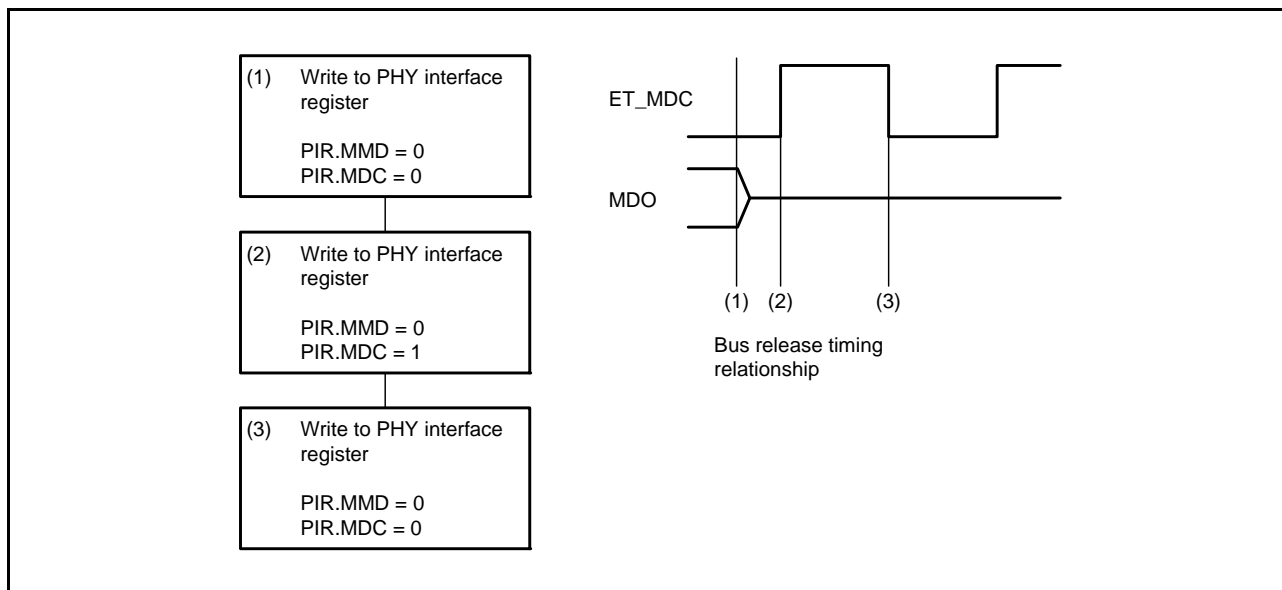 (1) Write to PHY interface
register
PIR.MMD = 0
PIR.MDC = 0
(2) Write to PHY interface
register
PIR.MMD = 0
PIR.MDC = 1
(3) Write to PHY interface
register
PIR.MMD = 0
PIR.MDC = 0
ET_MDC
MDO
(1) (2) (3)
Bus release timing
relationship